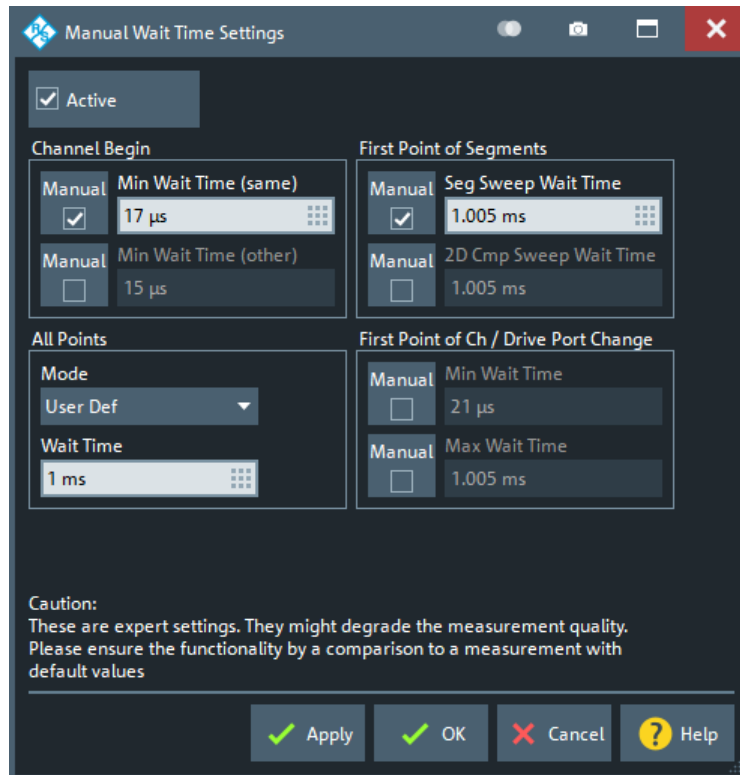 R&S Manual Wait Time Settings
Active
Channel Begin
Manual Min Wait Time (same)
17 µs
Manual Min Wait Time (other)
15 µs
First Point of Segments
Manual Seg Sweep Wait Time
1.005 ms
Manual 2D Cmp Sweep Wait Time
1.005 ms
All Points
Mode
User Def
Wait Time
1 ms
First Point of Ch / Drive Port Change
Manual Min Wait Time
21 µs
Manual Max Wait Time
1.005 ms
Caution:
These are expert settings. They might degrade the measurement quality.
Please ensure the functionality by a comparison to a measurement with
default values
Apply OK Cancel ? Help